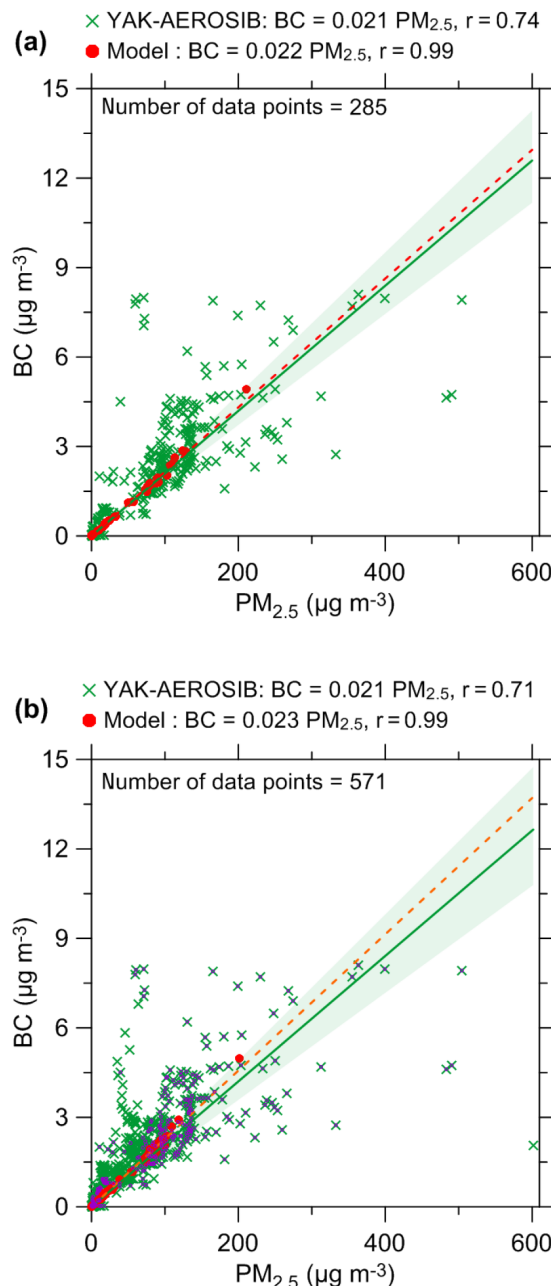 × YAK-AEROSIB: BC = 0.021 PM2.5, r = 0.74
(a) ● Model : BC = 0.022 PM2.5, r = 0.99
Number of data points = 285
15
12
9
6
3
0
BC (µg m-3)
0 200 400 600
PM2.5 (µg m-3)
× YAK-AEROSIB: BC = 0.021 PM2.5, r = 0.71
(b) ● Model : BC = 0.023 PM2.5, r = 0.99
Number of data points = 571
15
12
9
6
3
0
BC (µg m-3)
0 200 400 600
PM2.5 (µg m-3)